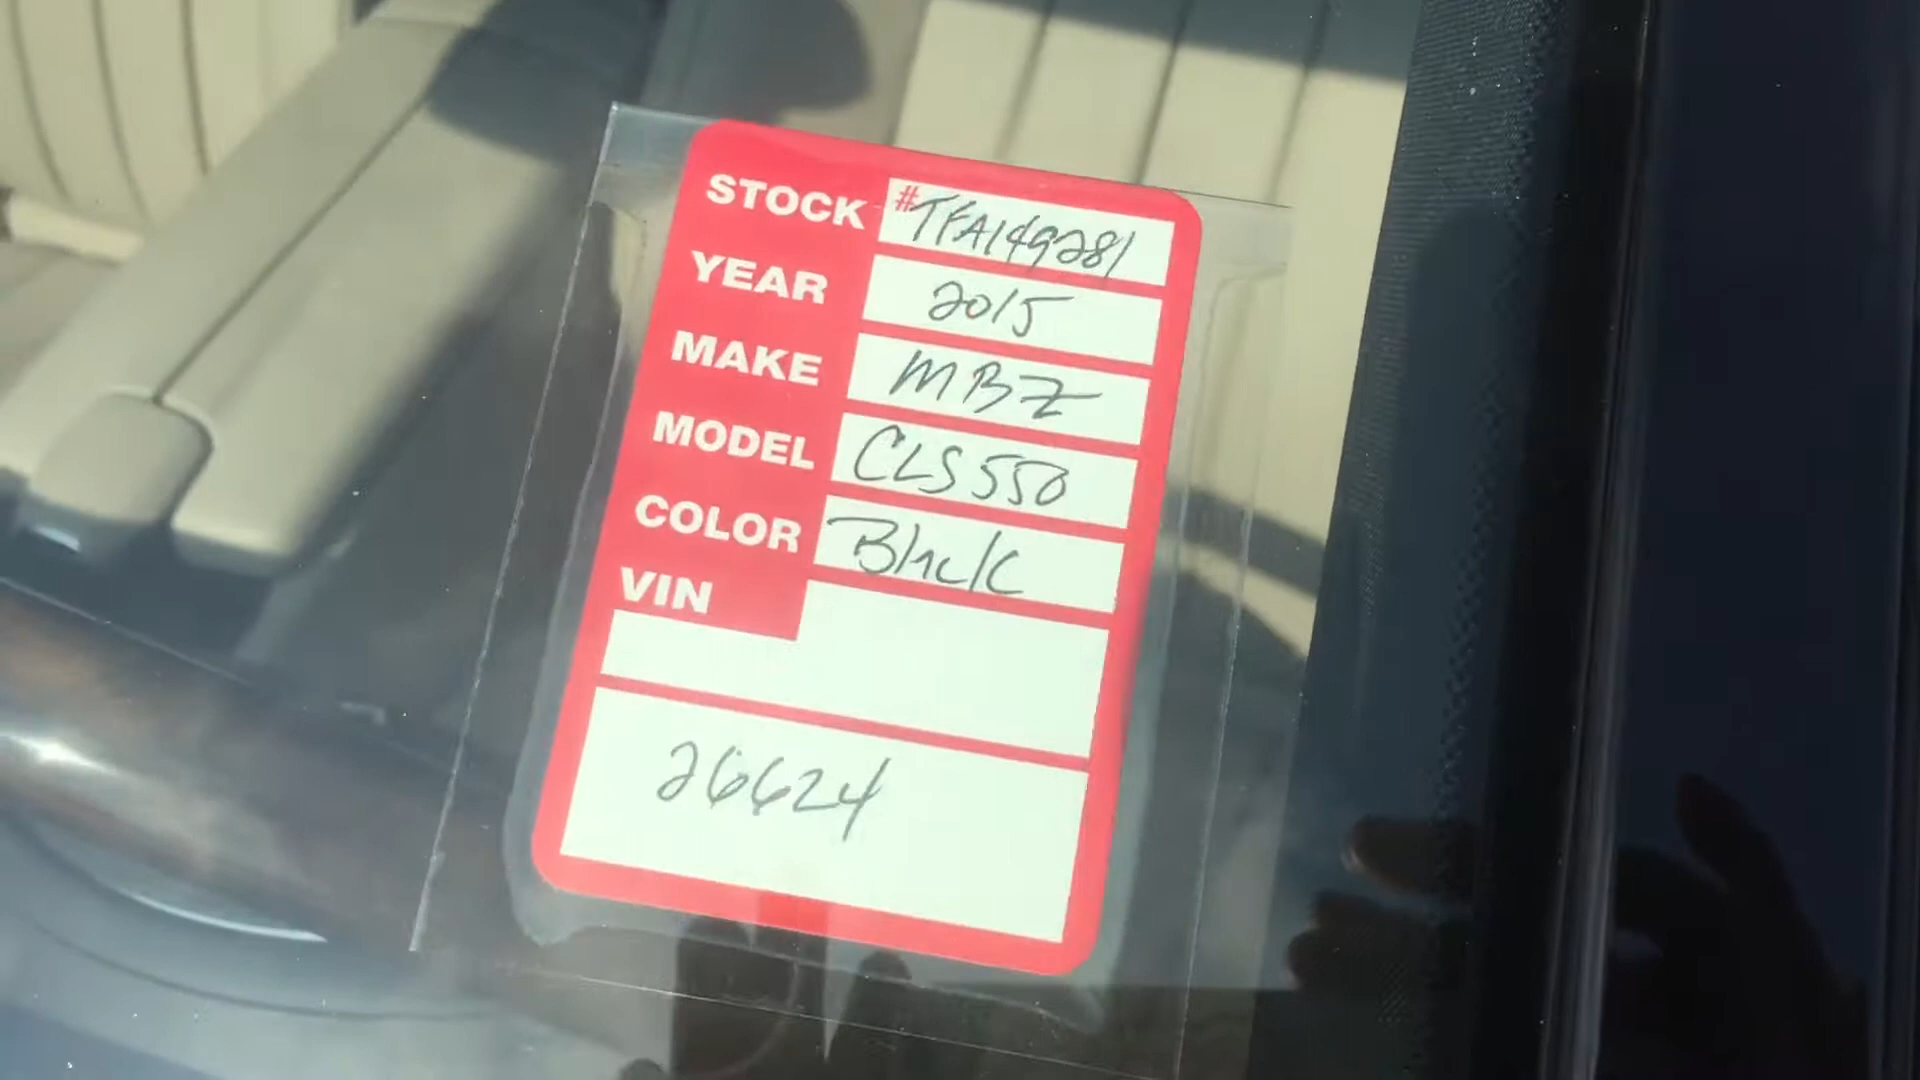 STOCK #TFA149281
YEAR 2015
MAKE MBZ
MODEL CLS550
COLOR Black
VIN
26624